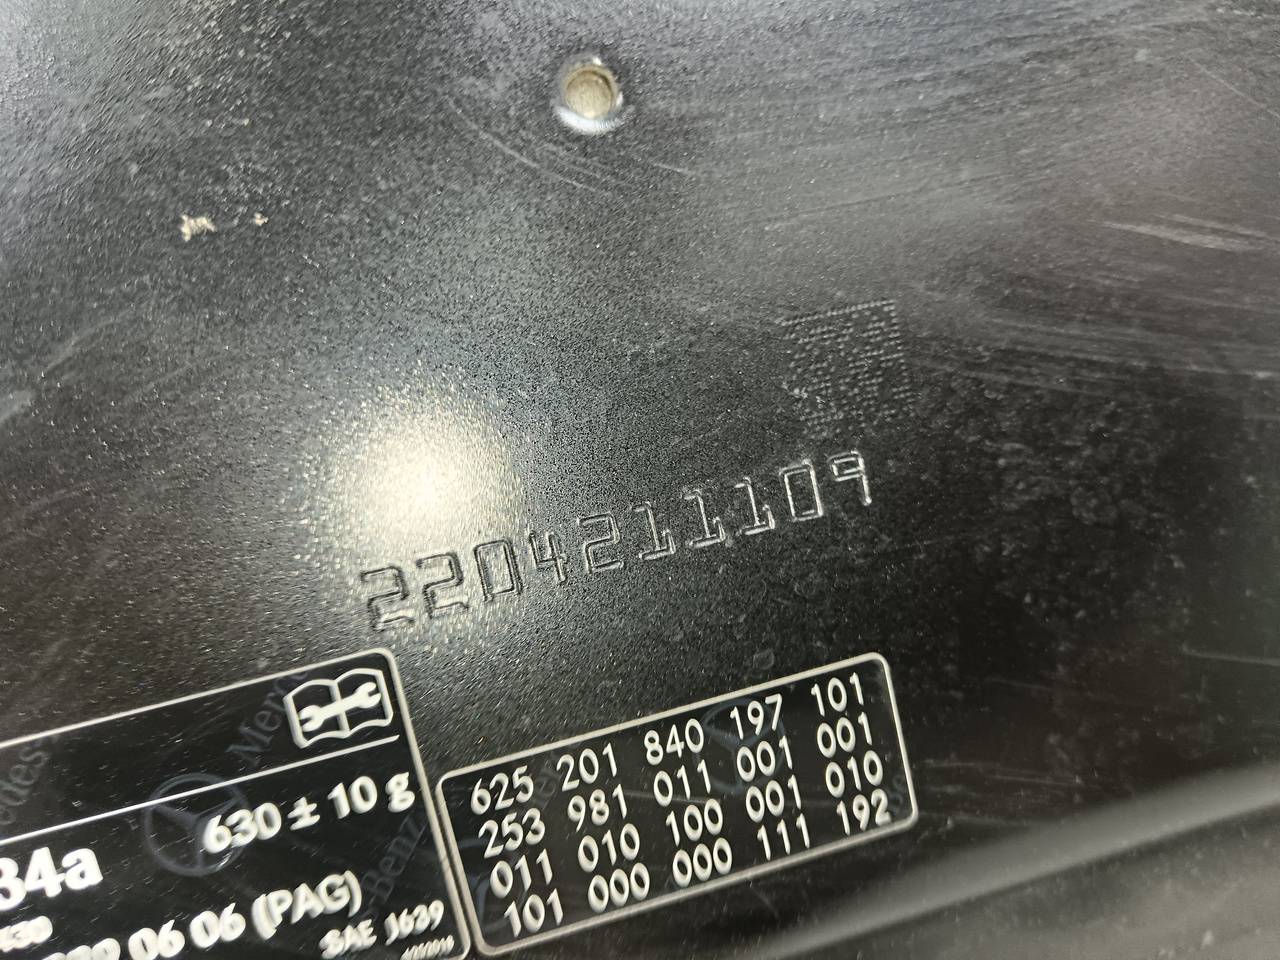 2204211109
34a
630 ± 10 g
06 06 (PAG)
SAE J639
625 201 840 197 101
253 981 011 001 001
011 010 100 001 010
101 000 000 111 192